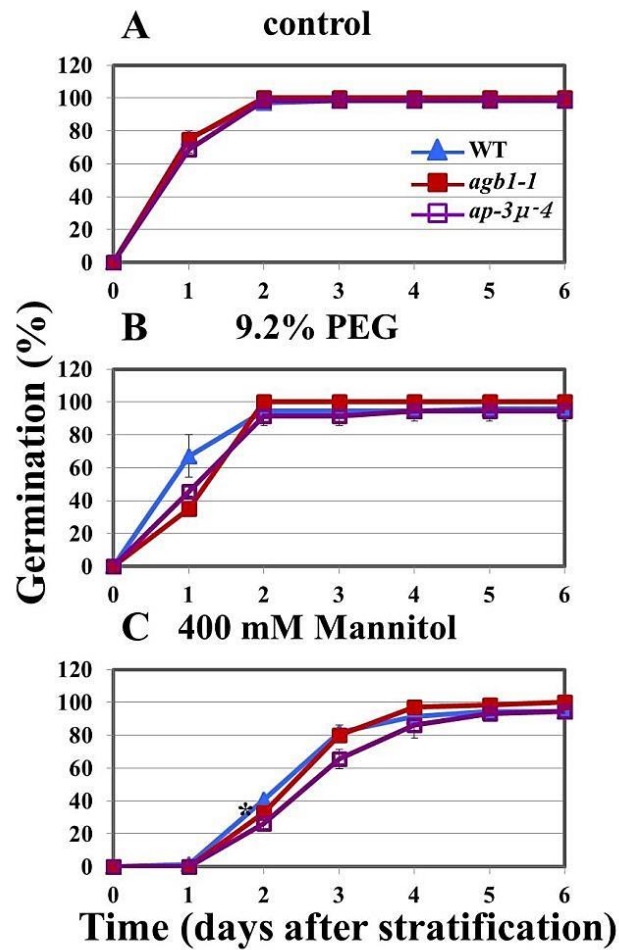 A control
120
100
80
60
40
20
0
WT
agb1-1
ap-3μ-4
0 1 2 3 4 5 6
B 9.2% PEG
120
100
80
60
40
20
0
0 1 2 3 4 5 6
Germination (%)
C 400 mM Mannitol
120
100
80
60
40
20
0
*
0 1 2 3 4 5 6
Time (days after stratification)